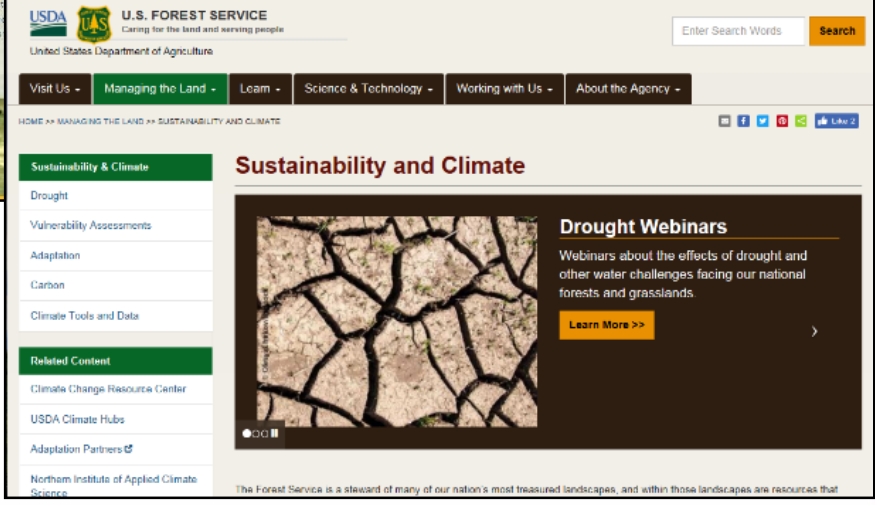 USDA
UAS
U.S. FOREST SERVICE
Caring for the land and serving people
United States Department of Agriculture
Enter Search Words
Search
Visit Us
Managing the Land
Learn
Science & Technology
Working with Us
About the Agency
HOME >> MANAGING THE LAND >> SUSTAINABILITY AND CLIMATE
Like 2
Sustainability & Climate
Drought
Vulnerability Assessments
Adaptation
Carbon
Climate Tools and Data
Related Content
Climate Change Resource Center
USDA Climate Hubs
Adaptation Partners
Northern Institute of Applied Climate
Science
Sustainability and Climate
Drought Webinars
Webinars about the effects of drought and
other water challenges facing our national
forests and grasslands.
Learn More >>
The Forest Service is a steward of many of our nation's most treasured landscapes, and within those landscapes are resources that